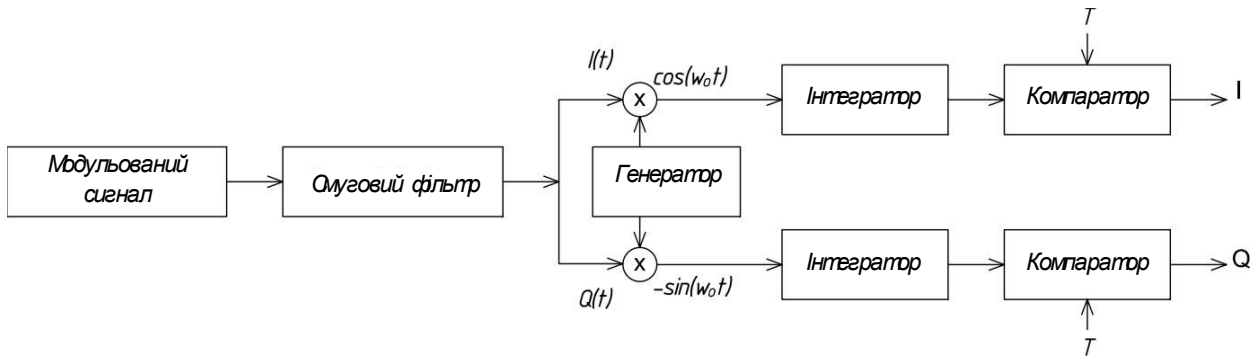 T
I(t)
cos(w₀t)
x
Інтегратор
Компаратор
I
Модульований
сигнал
Смуговий фільтр
Генератор
x
Q(t)
-sin(w₀t)
Інтегратор
Компаратор
Q
T